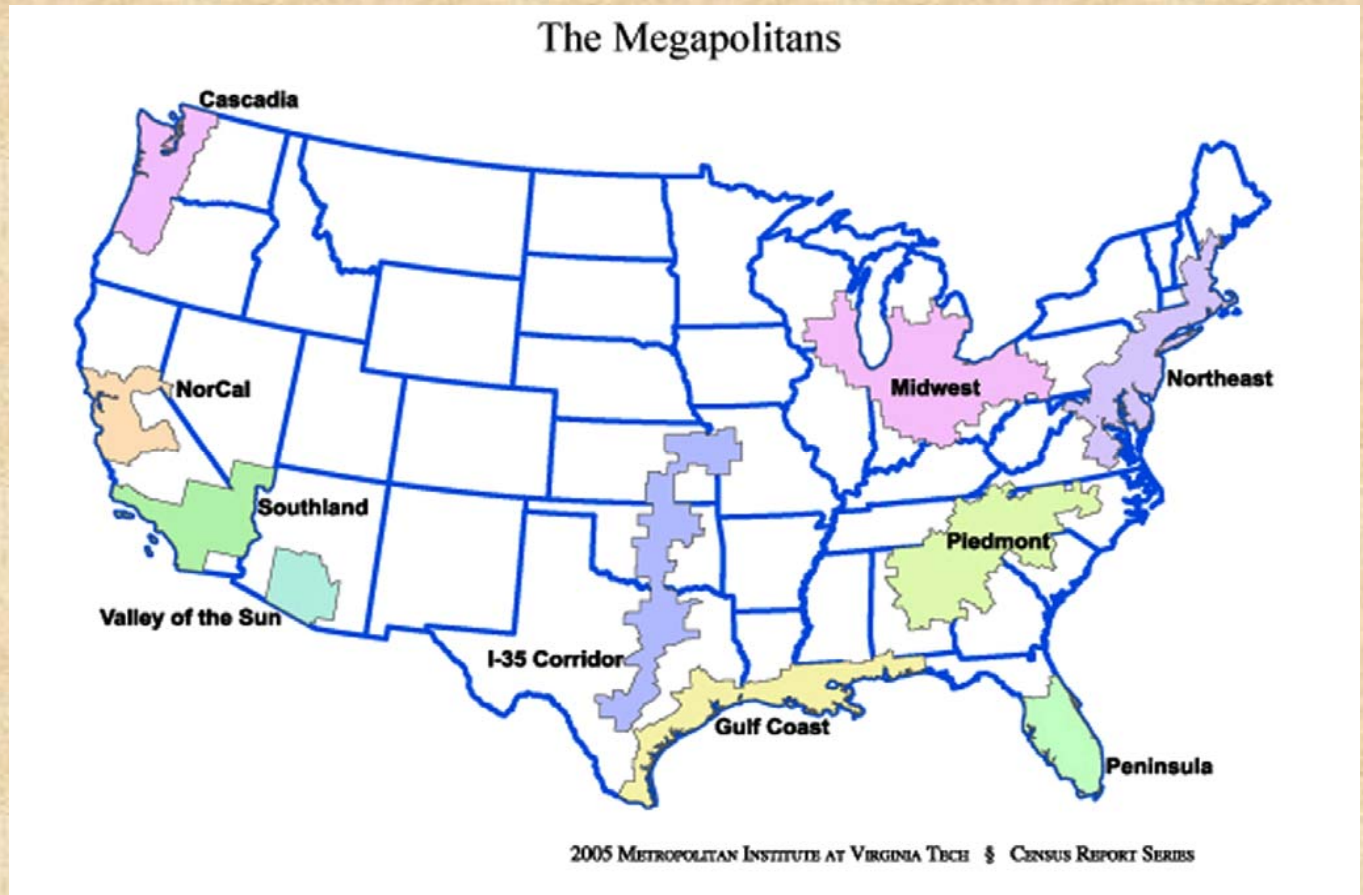 The Megapolitans
Cascadia
NorCal
Midwest
Northeast
Southland
Piedmont
Valley of the Sun
I-35 Corridor
Gulf Coast
Peninsula
2005 METROPOLITAN INSTITUTE AT VIRGINIA TECH § CENSUS REPORT SERIES